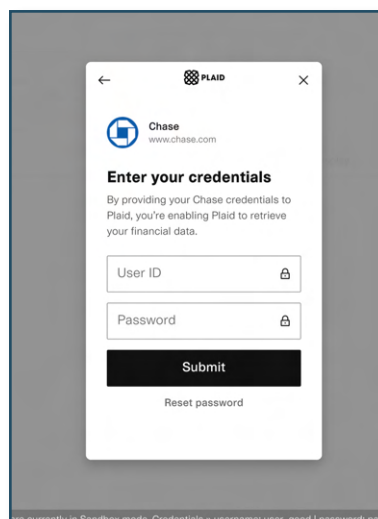 PLAID
Chase
www.chase.com
Enter your credentials
By providing your Chase credentials to
Plaid, you're enabling Plaid to retrieve
your financial data.
User ID
Password
Submit
Reset password
currently in Sandbox mode. Credentials